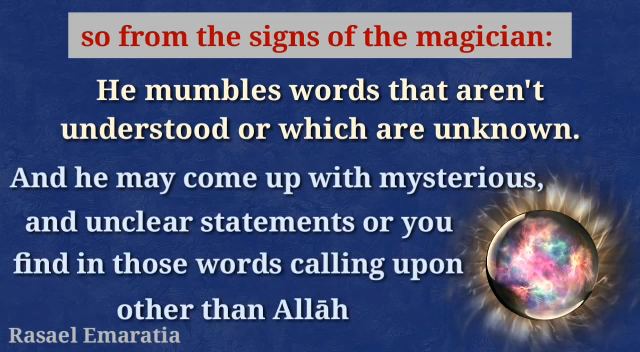 so from the signs of the magician:
He mumbles words that aren't
understood or which are unknown.
And he may come up with mysterious,
and unclear statements or you
find in those words calling upon
other than Allāh
Rasael Emaratia